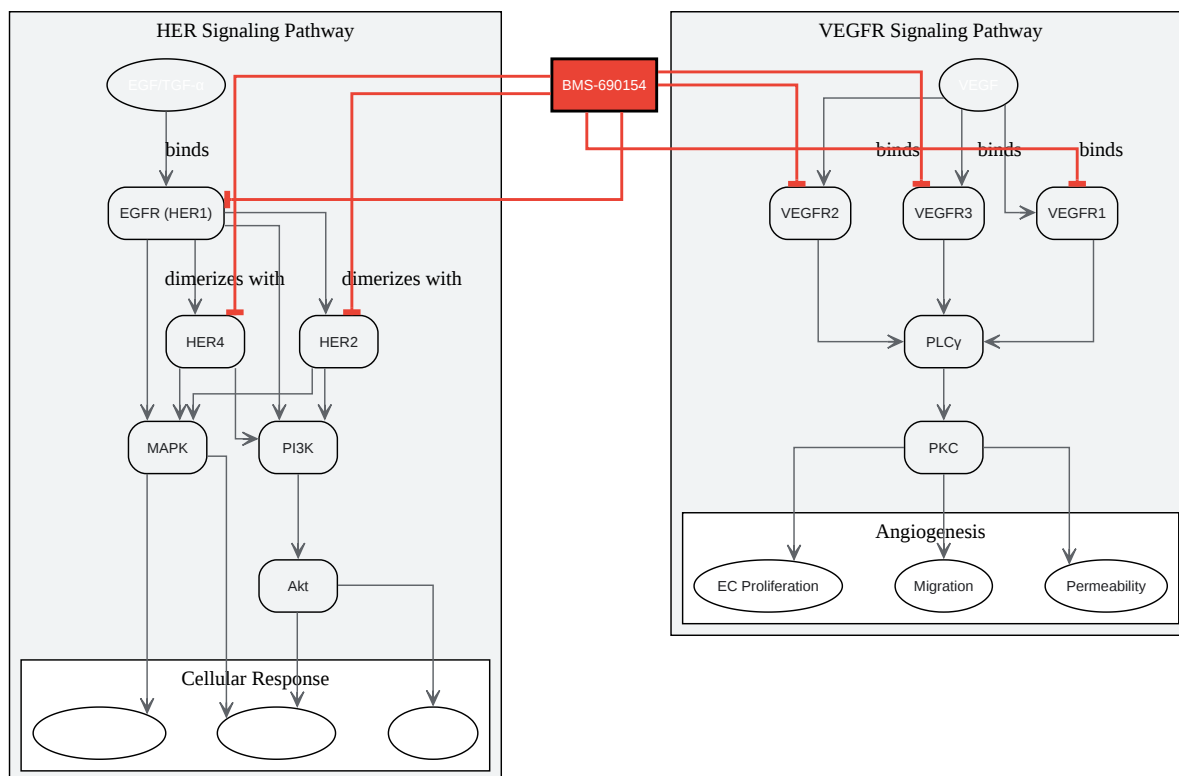 HER Signaling Pathway
EGF/TGF-α
binds
EGFR (HER1)
dimerizes with
dimerizes with
HER4
HER2
MAPK
PI3K
Akt
Cellular Response
BMS-690154
VEGFR Signaling Pathway
VEGF
binds
binds
binds
VEGFR2
VEGFR3
VEGFR1
PLCγ
PKC
Angiogenesis
EC Proliferation
Migration
Permeability